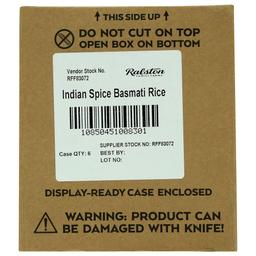 THIS SIDE UP
DO NOT CUT ON TOP
OPEN BOX ON BOTTOM
Vendor Stock No.
RFF83072
Ralston
Indian Spice Basmati Rice
10850451008301
SUPPLIER STOCK NO: RFF83072
Case QTY: 6 BEST BY:
LOT NO:
DISPLAY-READY CASE ENCLOSED
WARNING: PRODUCT CAN
BE DAMAGED WITH KNIFE!